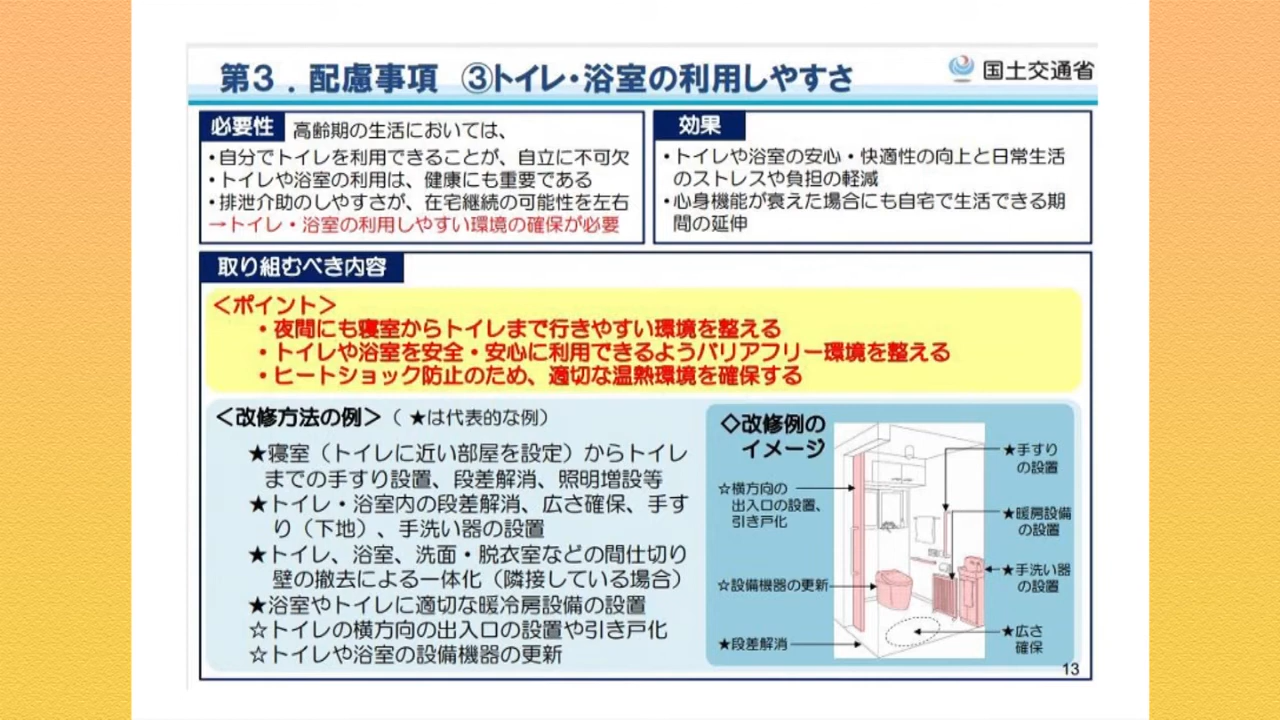 第3．配慮事項 ③トイレ・浴室の利用しやすさ
国土交通省
必要性 高齢期の生活においては、
・自分でトイレを利用できることが、自立に不可欠
・トイレや浴室の利用は、健康にも重要である
・排泄介助のしやすさが、在宅継続の可能性を左右
→トイレ・浴室の利用しやすい環境の確保が必要
効果
・トイレや浴室の安心・快適性の向上と日常生活
のストレスや負担の軽減
・心身機能が衰えた場合にも自宅で生活できる期
間の延伸
取り組むべき内容
＜ポイント＞
・夜間にも寝室からトイレまで行きやすい環境を整える
・トイレや浴室を安全・安心に利用できるようバリアフリー環境を整える
・ヒートショック防止のため、適切な温熱環境を確保する
＜改修方法の例＞（ ★は代表的な例）
★寝室（トイレに近い部屋を設定）からトイレ
までの手すり設置、段差解消、照明増設等
★トイレ・浴室内の段差解消、広さ確保、手す
り（下地）、手洗い器の設置
★トイレ、浴室、洗面・脱衣室などの間仕切り
壁の撤去による一体化（隣接している場合）
★浴室やトイレに適切な暖冷房設備の設置
☆トイレの横方向の出入口の設置や引き戸化
☆トイレや浴室の設備機器の更新
◇改修例の
イメージ
☆横方向の
出入口の設置、
引き戸化
☆設備機器の更新
★段差解消
★手すり
の設置
★暖房設備
の設置
★手洗い器
の設置
★広さ
確保
13